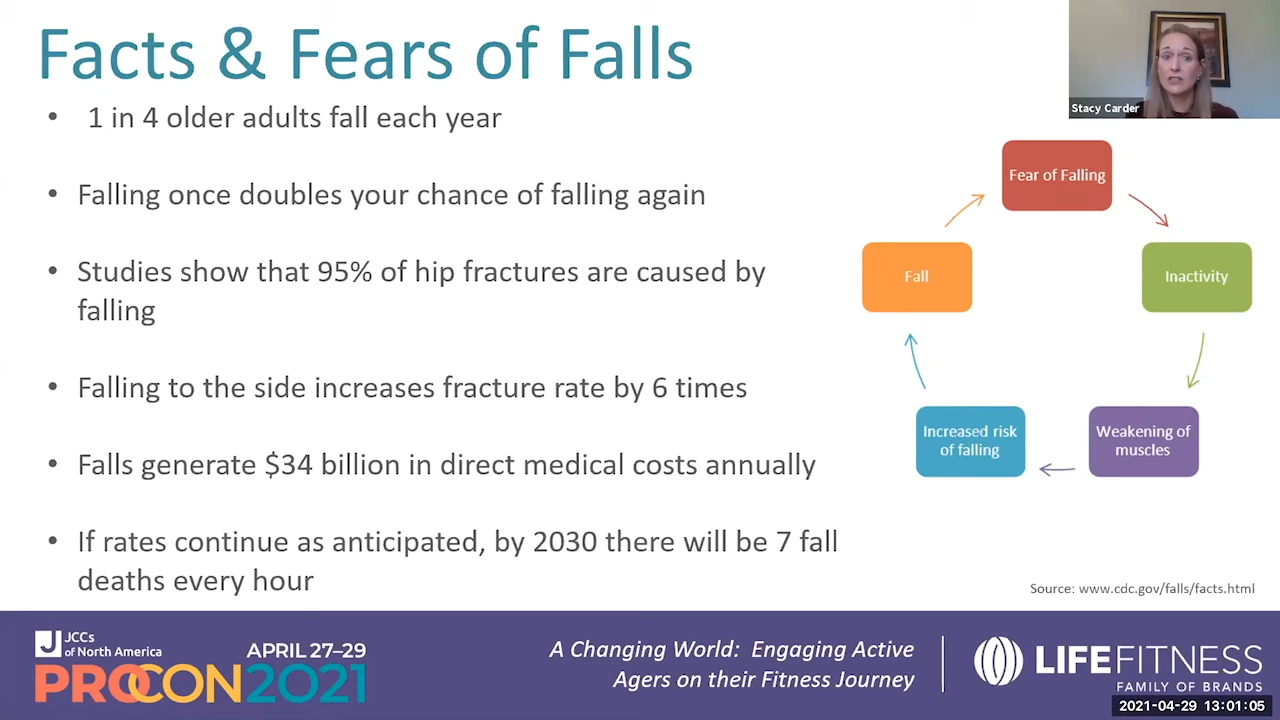 Facts & Fears of Falls
• 1 in 4 older adults fall each year
• Falling once doubles your chance of falling again
• Studies show that 95% of hip fractures are caused by
falling
• Falling to the side increases fracture rate by 6 times
• Falls generate $34 billion in direct medical costs annually
• If rates continue as anticipated, by 2030 there will be 7 fall
deaths every hour
Stacy Carder
Fear of Falling
Inactivity
Weakening of
muscles
Increased risk
of falling
Fall
Source: www.cdc.gov/falls/facts.html
J JCCs
of North America
APRIL 27–29
PROCON2021
A Changing World: Engaging Active
Agers on their Fitness Journey
LIFEFITNESS
FAMILY OF BRANDS
2021-04-29 13:01:05